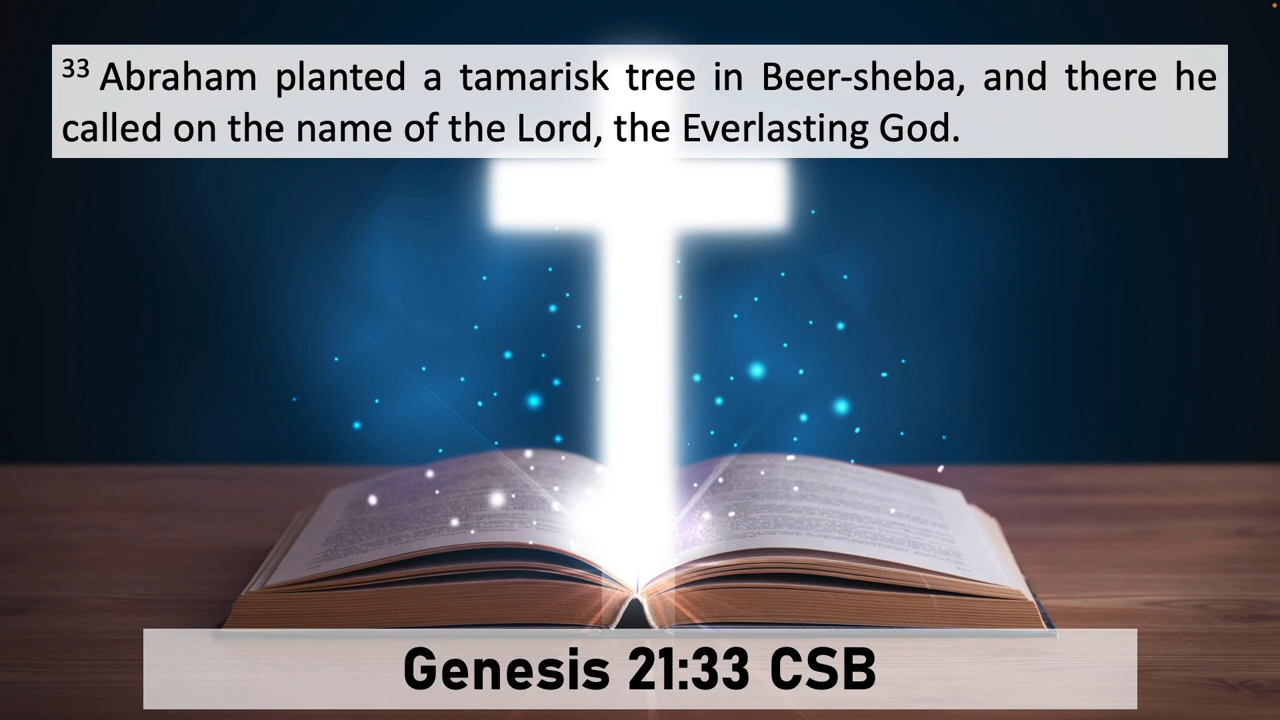 ³³ Abraham planted a tamarisk tree in Beer-sheba, and there he
called on the name of the Lord, the Everlasting God.
Genesis 21:33 CSB